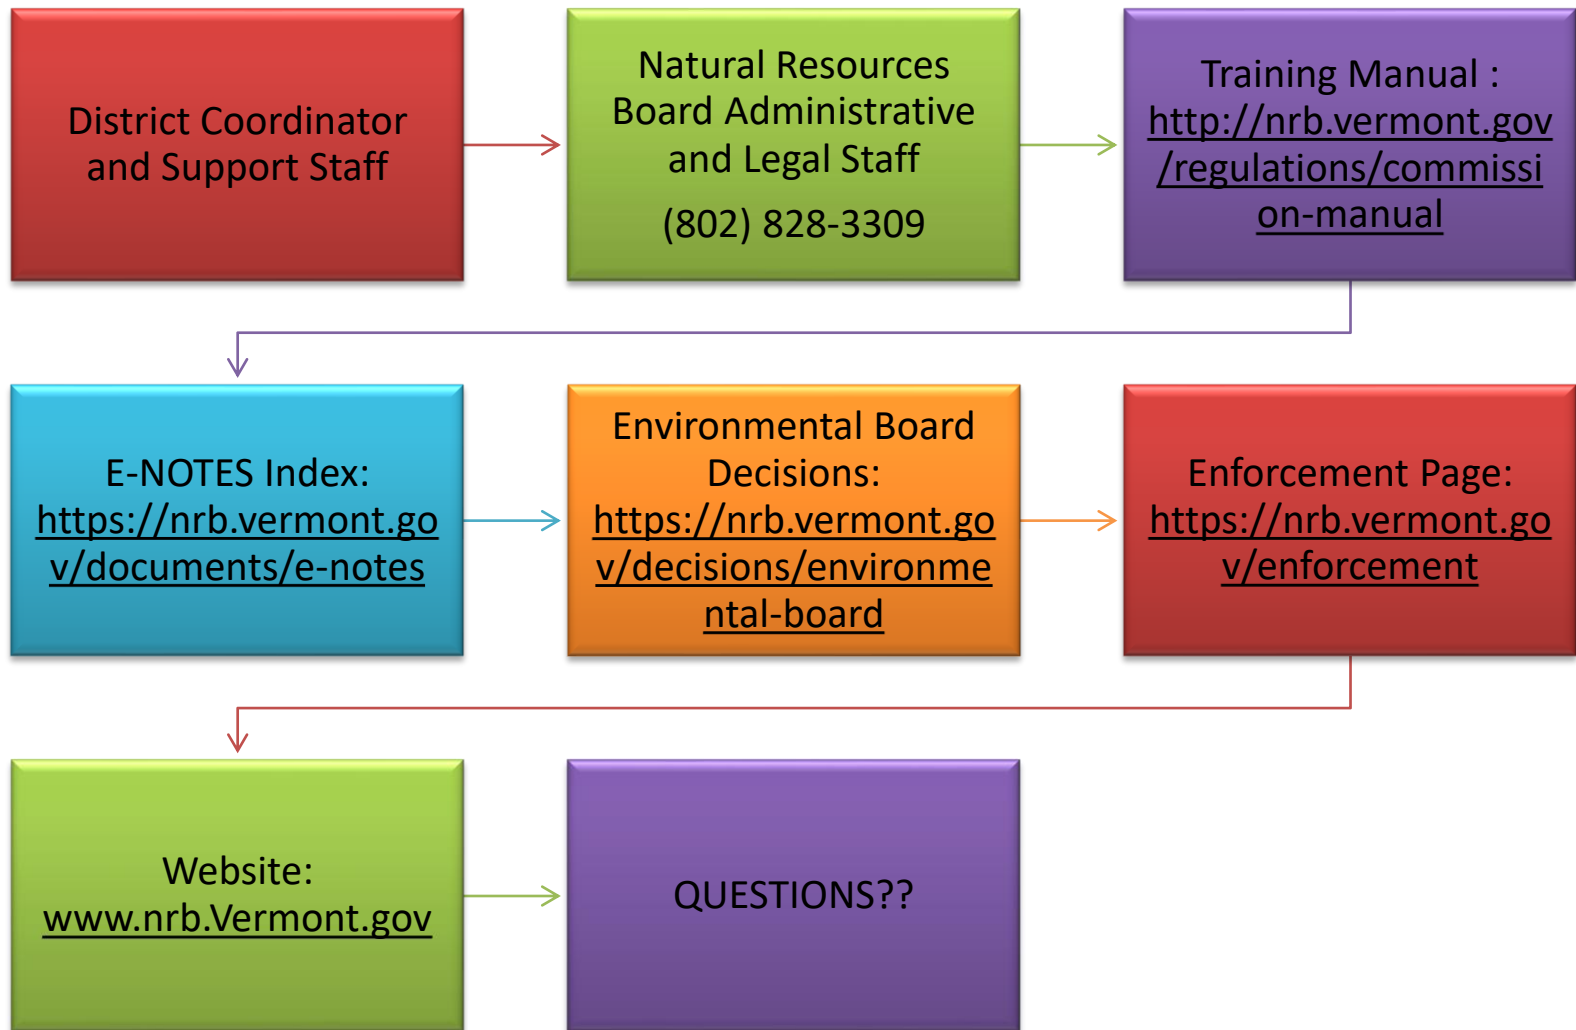 District Coordinator
and Support Staff
Natural Resources
Board Administrative
and Legal Staff
(802) 828-3309
Training Manual :
http://nrb.vermont.gov
/regulations/commissi
on-manual
E-NOTES Index:
https://nrb.vermont.go
v/documents/e-notes
Environmental Board
Decisions:
https://nrb.vermont.go
v/decisions/environme
ntal-board
Enforcement Page:
https://nrb.vermont.go
v/enforcement
Website:
www.nrb.Vermont.gov
QUESTIONS??